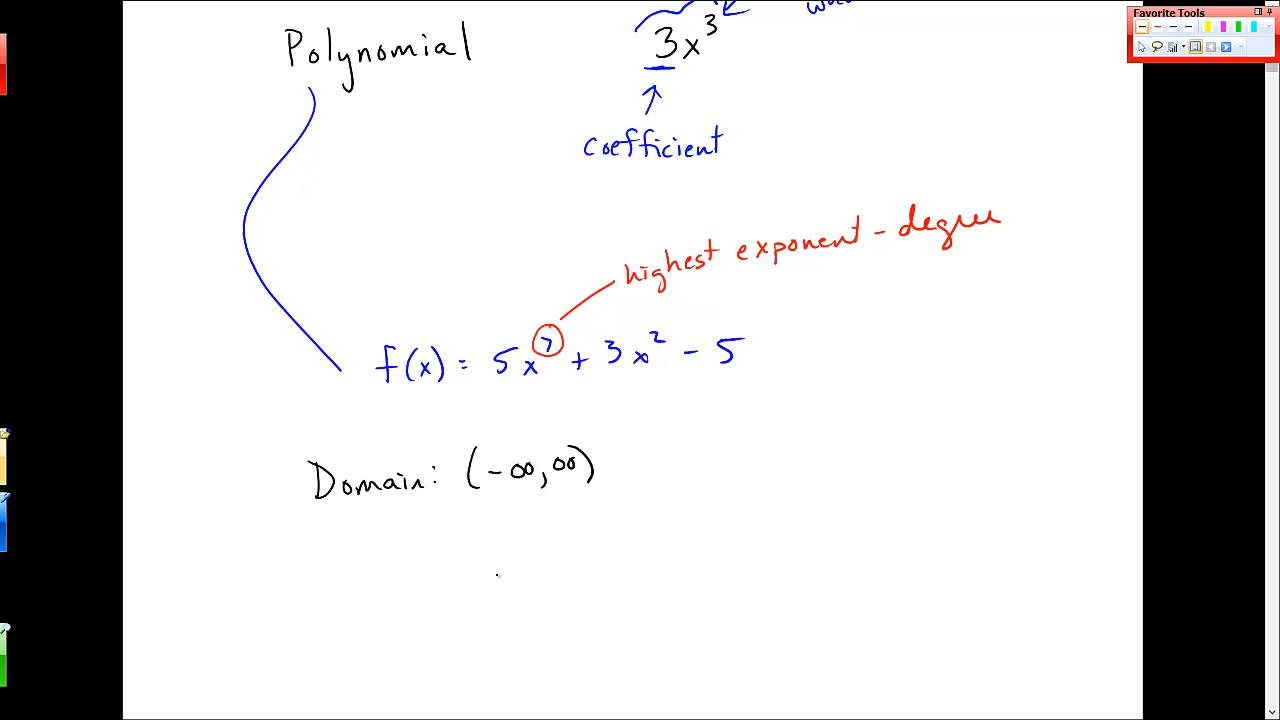 Favorite Tools
Polynomial
3x³
coefficient
highest exponent - degree
f(x) = 5x⁷ + 3x² - 5
Domain: (-∞, ∞)